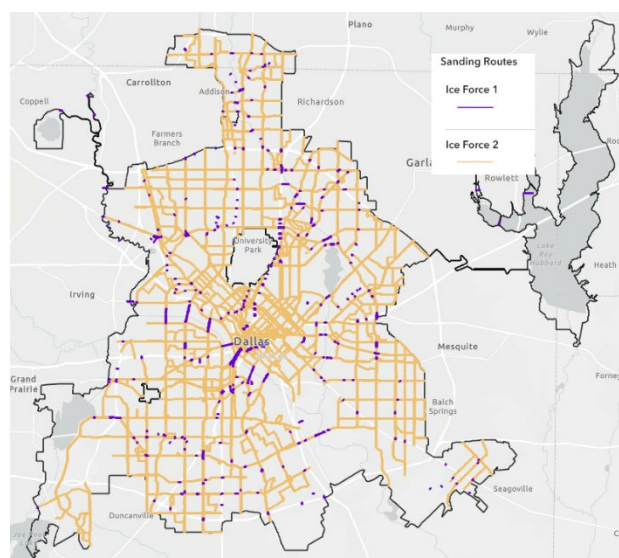 Plano
Murphy
Wylie
Sanding Routes
Ice Force 1
Ice Force 2
Carrollton
Addison
Richardson
Coppell
Farmers
Branch
Garla
Rowlett
University
Park
Lake
Ray
Hubbard
Heath
Irving
Dallas
Mesquite
Grand
Prairie
Forney
Balch
Springs
Seagoville
Duncanville